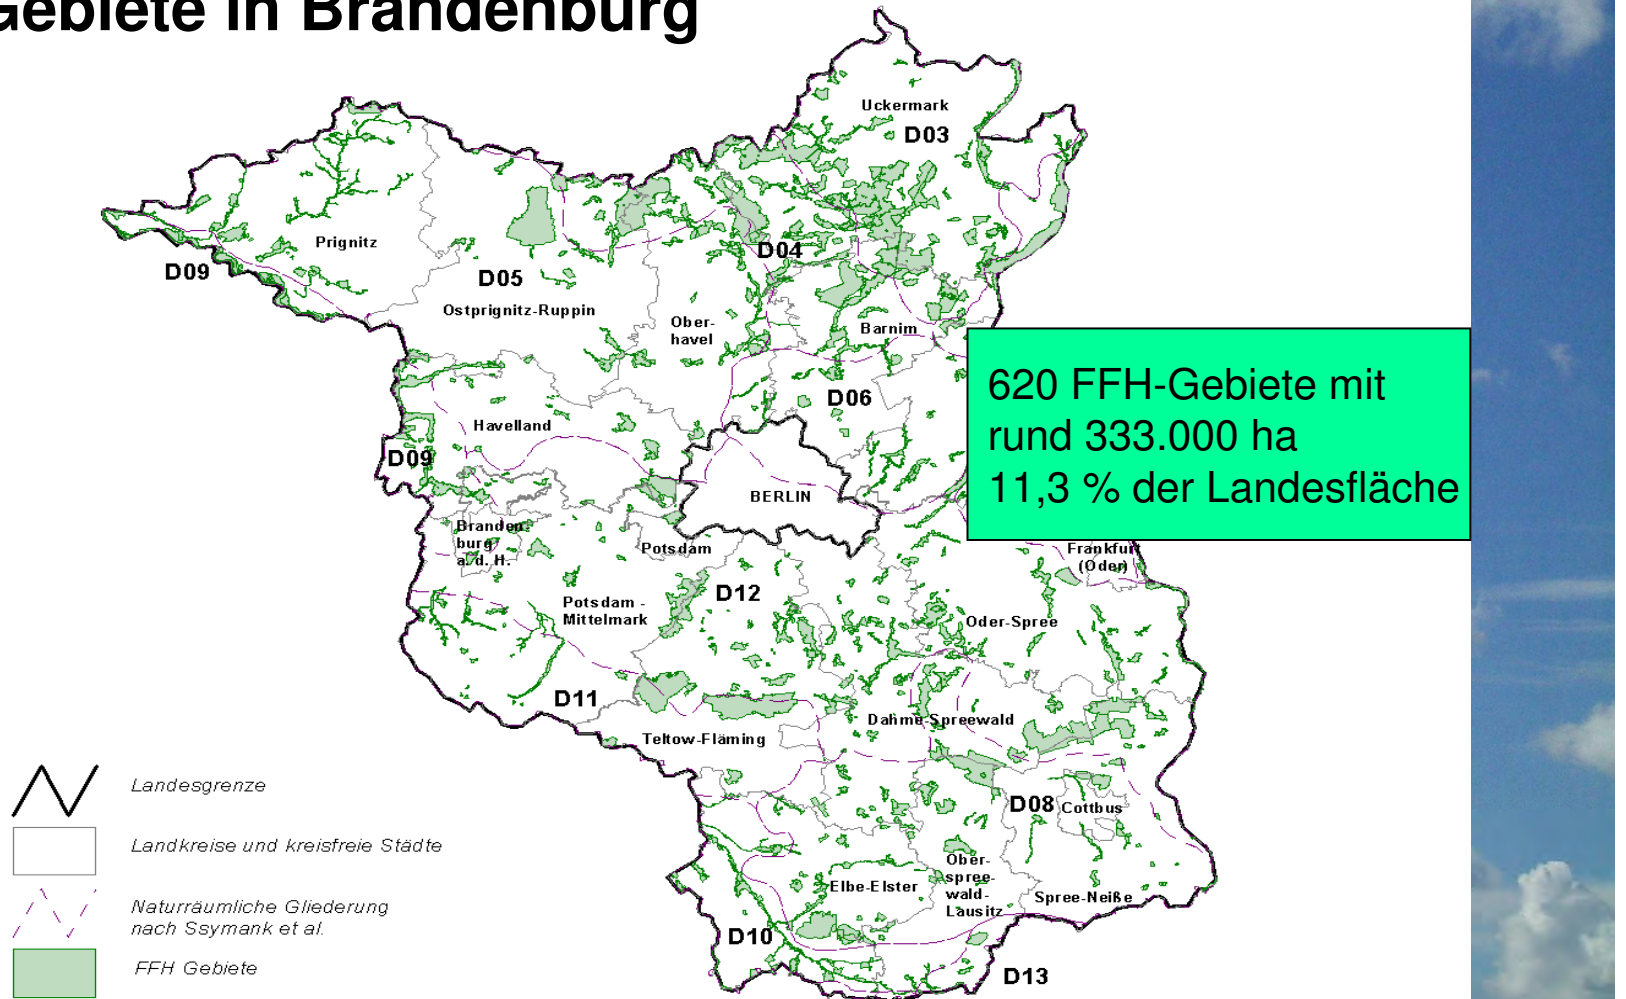 Gebiete in Brandenburg
Uckermark
D03
Prignitz
D09
D05
D04
Ostprignitz-Ruppin
Ober-
havel
Barnim
620 FFH-Gebiete mit
rund 333.000 ha
11,3 % der Landesfläche
D06
Havelland
D09
BERLIN
Branden
burg
a. d. H.
Potsdam
Frankfurt
(Oder)
D12
Potsdam -
Mittelmark
Oder-Spree
D11
Dahme-Spreewald
Teltow-Fläming
D08
Cottbus
Ober-
spree-
wald-
Lausitz
Elbe-Elster
Spree-Neiße
D10
D13
Landesgrenze
Landkreise und kreisfreie Städte
Naturräumliche Gliederung
nach Ssymank et al.
FFH Gebiete